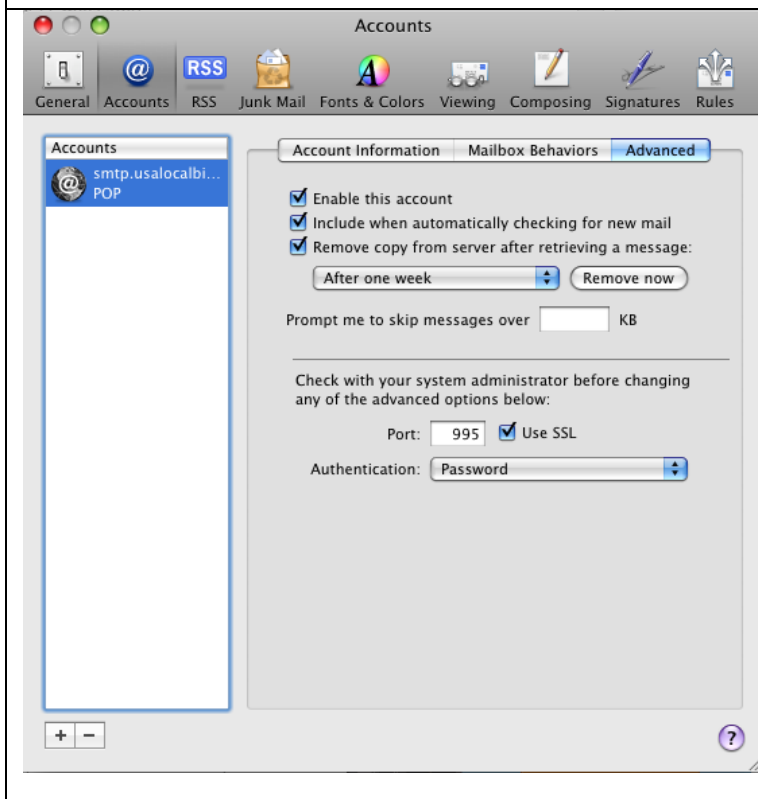 Accounts
RSS
General Accounts RSS Junk Mail Fonts & Colors Viewing Composing Signatures Rules
Accounts
smtp.usalocalbi...
POP
Account Information Mailbox Behaviors Advanced
Enable this account
Include when automatically checking for new mail
Remove copy from server after retrieving a message:
After one week Remove now
Prompt me to skip messages over KB
Check with your system administrator before changing
any of the advanced options below:
Port: 995 Use SSL
Authentication: Password
+ − ?